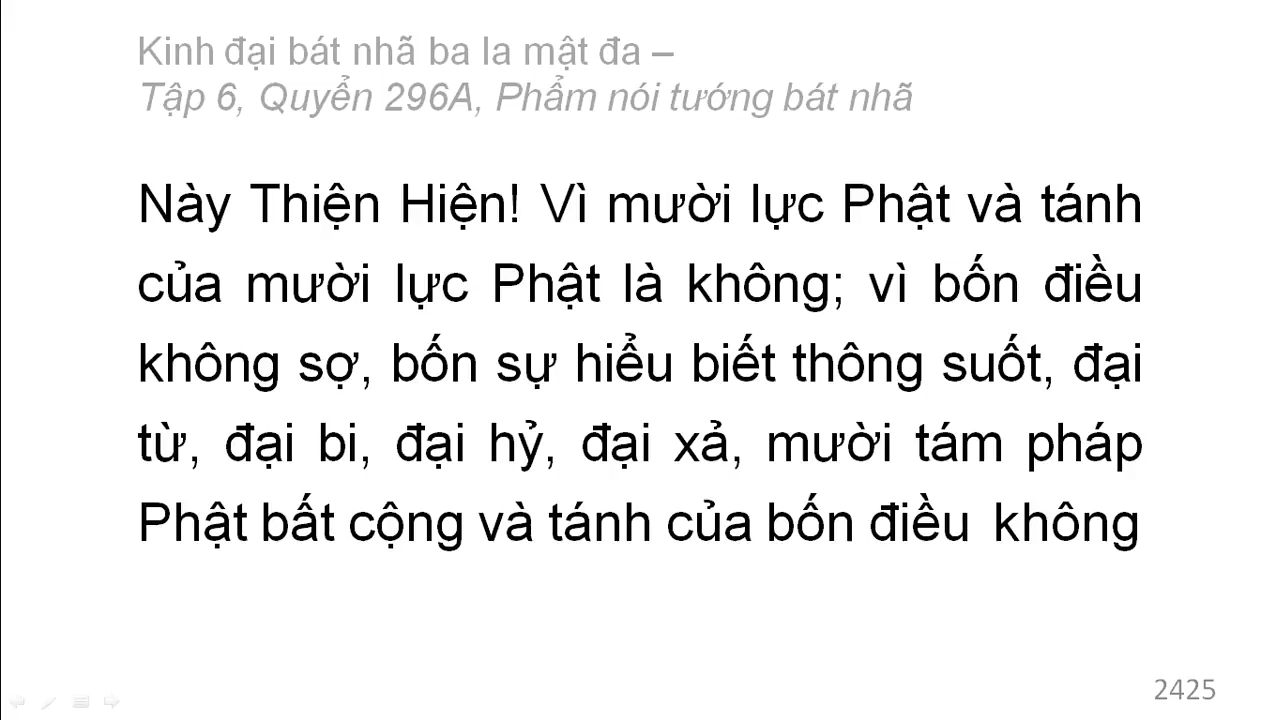 Kinh đại bát nhã ba la mật đa –
Tập 6, Quyển 296A, Phẩm nói tướng bát nhã
Này Thiện Hiện! Vì mười lực Phật và tánh
của mười lực Phật là không; vì bốn điều
không sợ, bốn sự hiểu biết thông suốt, đại
từ, đại bi, đại hỷ, đại xả, mười tám pháp
Phật bất cộng và tánh của bốn điều không
2425